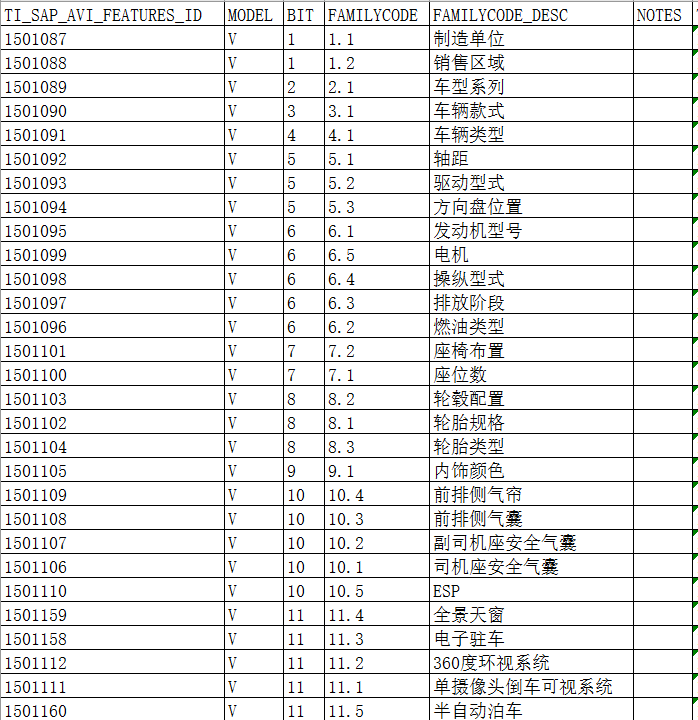 TI_SAP_AVI_FEATURES_ID MODEL BIT FAMILYCODE FAMILYCODE_DESC NOTES
1501087 V 1 1.1 制造单位
1501088 V 1 1.2 销售区域
1501089 V 2 2.1 车型系列
1501090 V 3 3.1 车辆款式
1501091 V 4 4.1 车辆类型
1501092 V 5 5.1 轴距
1501093 V 5 5.2 驱动型式
1501094 V 5 5.3 方向盘位置
1501095 V 6 6.1 发动机型号
1501099 V 6 6.5 电机
1501098 V 6 6.4 操纵型式
1501097 V 6 6.3 排放阶段
1501096 V 6 6.2 燃油类型
1501101 V 7 7.2 座椅布置
1501100 V 7 7.1 座位数
1501103 V 8 8.2 轮毂配置
1501102 V 8 8.1 轮胎规格
1501104 V 8 8.3 轮胎类型
1501105 V 9 9.1 内饰颜色
1501109 V 10 10.4 前排侧气帘
1501108 V 10 10.3 前排侧气囊
1501107 V 10 10.2 副司机座安全气囊
1501106 V 10 10.1 司机座安全气囊
1501110 V 10 10.5 ESP
1501159 V 11 11.4 全景天窗
1501158 V 11 11.3 电子驻车
1501112 V 11 11.2 360度环视系统
1501111 V 11 11.1 单摄像头倒车可视系统
1501160 V 11 11.5 半自动泊车